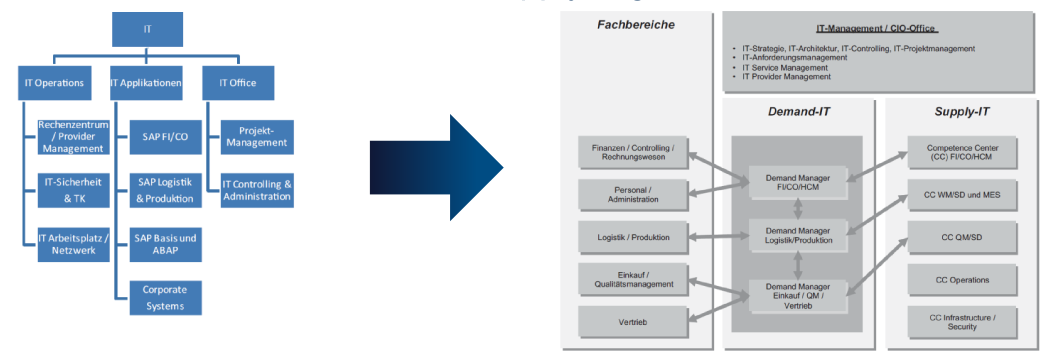 IT
IT Operations
IT Applikationen
IT Office
Rechenzentrum
/ Provider
Management
SAP FI/CO
Projekt-
Management
IT-Sicherheit
& TK
SAP Logistik
& Produktion
IT Controlling &
Administration
IT Arbeitsplatz /
Netzwerk
SAP Basis und
ABAP
Corporate
Systems
Fachbereiche
Finanzen / Controlling /
Rechnungswesen
Personal /
Administration
Logistik / Produktion
Einkauf /
Qualitätsmanagement
Vertrieb
IT-Management / CIO-Office
• IT-Strategie, IT-Architektur, IT-Controlling, IT-Projektmanagement
• IT-Anforderungsmanagement
• IT Service Management
• IT Provider Management
Demand-IT
Demand Manager
FI/CO/HCM
Demand Manager
Logistik/Produktion
Demand Manager
Einkauf / QM /
Vertrieb
Supply-IT
Competence Center
(CC) FI/CO/HCM
CC WM/SD und MES
CC QM/SD
CC Operations
CC Infrastructure /
Security